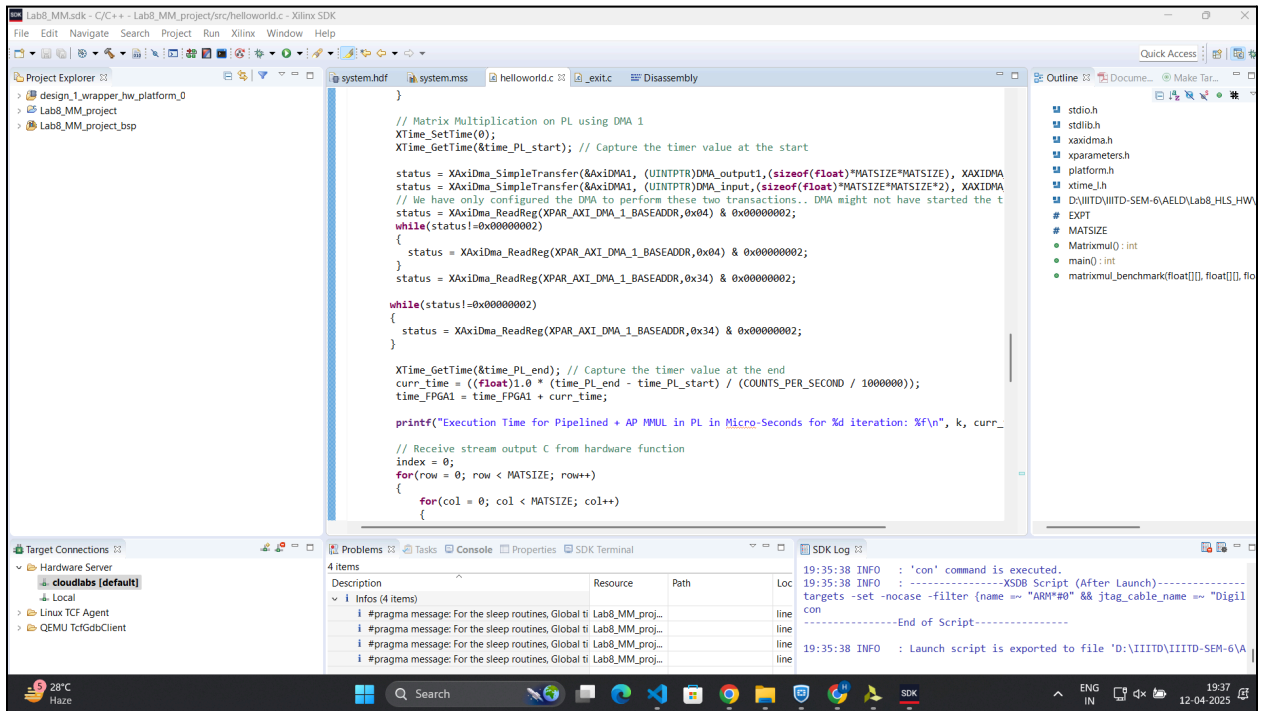 SDK Lab8_MM.sdk - C/C++ - Lab8_MM_project/src/helloworld.c - Xilinx SDK
File Edit Navigate Search Project Run Xilinx Window Help
Quick Access
Project Explorer
design_1_wrapper_hw_platform_0
Lab8_MM_project
Lab8_MM_project_bsp
system.hdf system.mss helloworld.c _exit.c Disassembly
}
// Matrix Multiplication on PL using DMA 1
XTime_SetTime(0);
XTime_GetTime(&time_PL_start); // Capture the timer value at the start
status = XAxiDma_SimpleTransfer(&AxiDMA1, (UINTPTR)DMA_output1,(sizeof(float)*MATSIZE*MATSIZE), XAXIDMA
status = XAxiDma_SimpleTransfer(&AxiDMA1, (UINTPTR)DMA_input,(sizeof(float)*MATSIZE*MATSIZE*2), XAXIDMA_
// We have only configured the DMA to perform these two transactions.. DMA might not have started the t
status = XAxiDma_ReadReg(XPAR_AXI_DMA_1_BASEADDR,0x04) & 0x00000002;
while(status!=0x00000002)
{
status = XAxiDma_ReadReg(XPAR_AXI_DMA_1_BASEADDR,0x04) & 0x00000002;
}
status = XAxiDma_ReadReg(XPAR_AXI_DMA_1_BASEADDR,0x34) & 0x00000002;
while(status!=0x00000002)
{
status = XAxiDma_ReadReg(XPAR_AXI_DMA_1_BASEADDR,0x34) & 0x00000002;
}
XTime_GetTime(&time_PL_end); // Capture the timer value at the end
curr_time = ((float)1.0 * (time_PL_end - time_PL_start) / (COUNTS_PER_SECOND / 1000000));
time_FPGA1 = time_FPGA1 + curr_time;
printf("Execution Time for Pipelined + AP MMUL in PL in Micro-Seconds for %d iteration: %f\n", k, curr_
// Receive stream output C from hardware function
index = 0;
for(row = 0; row < MATSIZE; row++)
{
for(col = 0; col < MATSIZE; col++)
{
Outline Docume... Make Tar...
stdio.h
stdlib.h
xaxidma.h
xparameters.h
platform.h
xtime_l.h
D:\IIITD\IIITD-SEM-6\AELD\Lab8_HLS_HW\
# EXPT
# MATSIZE
Matrixmul() : int
main() : int
matrixmul_benchmark(float[][], float[][], flo
Target Connections
Hardware Server
cloudlabs [default]
Local
Linux TCF Agent
QEMU TcfGdbClient
Problems Tasks Console Properties SDK Terminal
4 items
Description Resource Path Loc
Infos (4 items)
#pragma message: For the sleep routines, Global ti Lab8_MM_proj... line
#pragma message: For the sleep routines, Global ti Lab8_MM_proj... line
#pragma message: For the sleep routines, Global ti Lab8_MM_proj... line
#pragma message: For the sleep routines, Global ti Lab8_MM_proj... line
SDK Log
19:35:38 INFO : 'con' command is executed.
19:35:38 INFO : ---------------XSDB Script (After Launch)---------------
targets -set -nocase -filter {name =~ "ARM*#0" && jtag_cable_name =~ "Digil
con
---------------End of Script----------------
19:35:38 INFO : Launch script is exported to file 'D:\IIITD\IIITD-SEM-6\A
5
28°C
Haze
Search
SDK
ENG
IN
19:37
12-04-2025